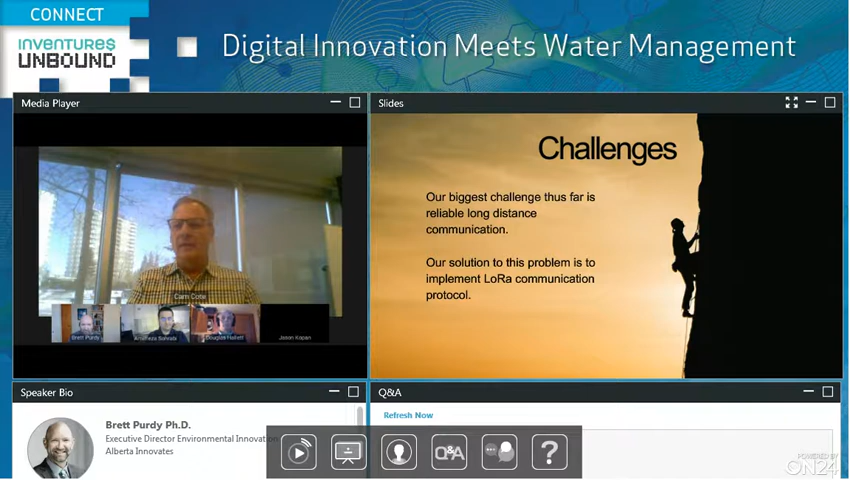 CONNECT
INVENTURE$
UNBOUND
Digital Innovation Meets Water Management
Media Player
Cam Cote
Brett Purdy
Douglas Hallett
Jason Kopan
Slides
Challenges
Our biggest challenge thus far is
reliable long distance
communication.
Our solution to this problem is to
implement LoRa communication
protocol.
Speaker Bio
Brett Purdy Ph.D.
Executive Director Environmental Innovation
Alberta Innovates
Q&A
Refresh Now
Q&A
?
POWERED BY
ON24